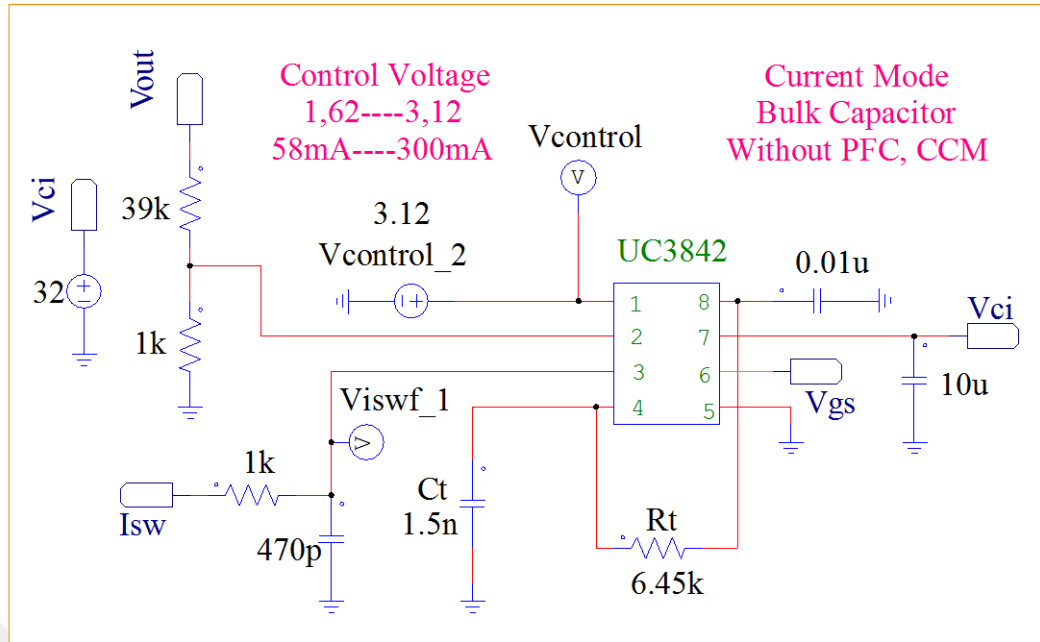 Vout
Control Voltage
1,62----3,12
58mA----300mA
Current Mode
Bulk Capacitor
Without PFC, CCM
Vcontrol
V
Vci
39k
3.12
Vcontrol_2
UC3842
0.01u
32
1 8
2 7
3 6
4 5
Vci
1k
Viswf_1
V
Vgs
10u
1k
Isw
470p
Ct
1.5n
Rt
6.45k